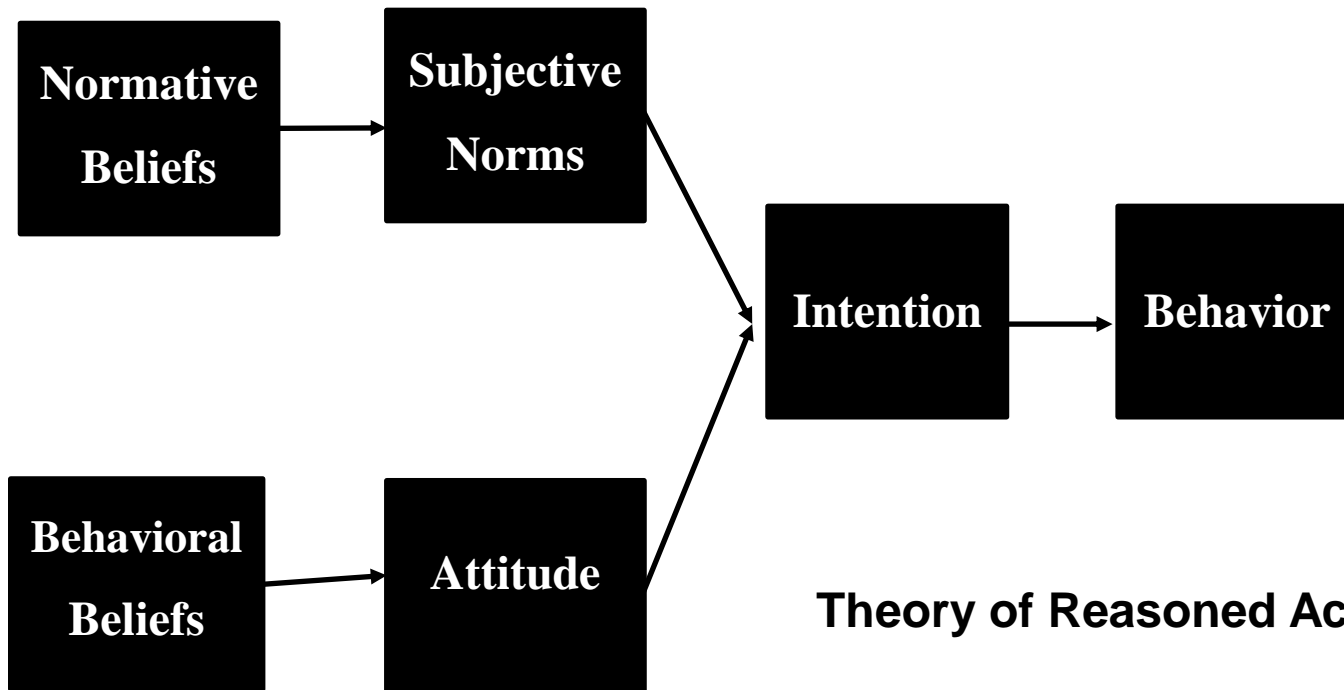 Normative
Beliefs
Subjective
Norms
Intention
Behavior
Behavioral
Beliefs
Attitude
Theory of Reasoned Ac